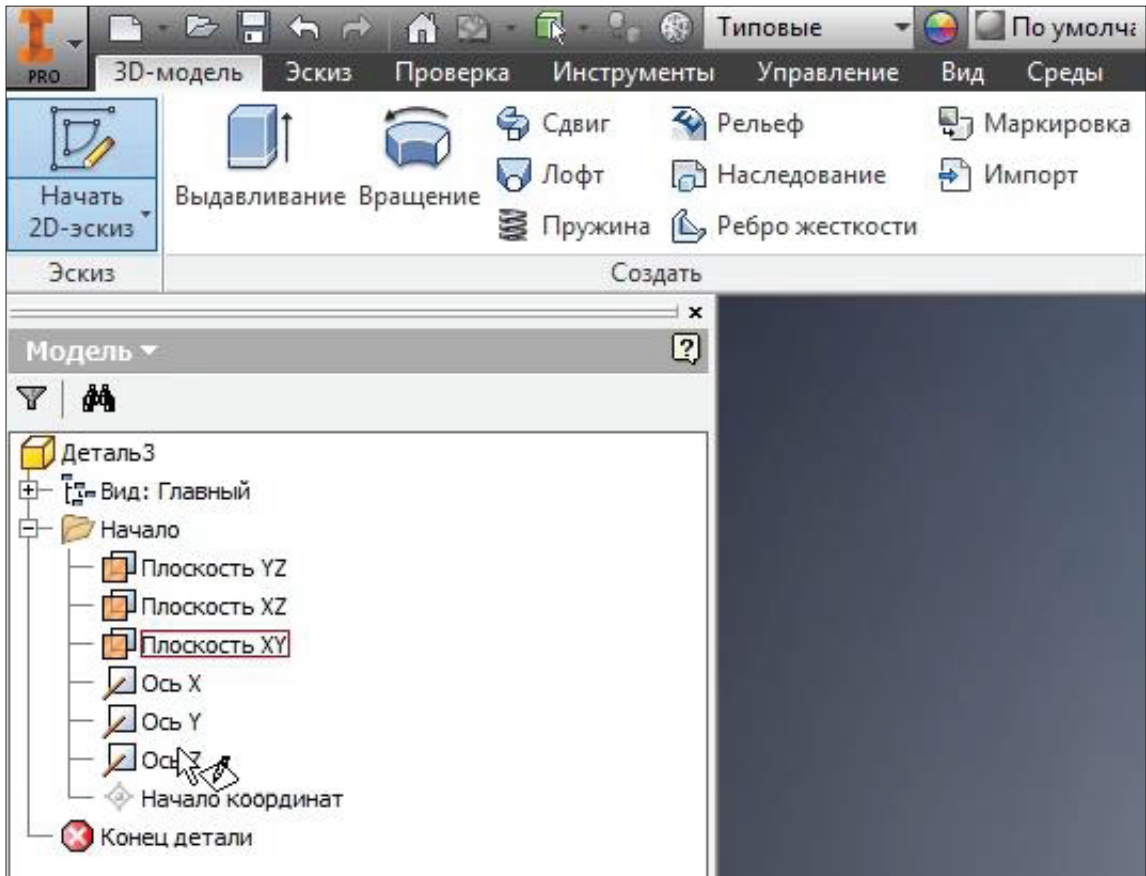 Типовые По умолча
PRO 3D-модель Эскиз Проверка Инструменты Управление Вид Среды
Начать
2D-эскиз
Выдавливание Вращение
Сдвиг Рельеф Маркировка
Лофт Наследование Импорт
Пружина Ребро жесткости
Эскиз Создать
Модель
Деталь3
Вид: Главный
Начало
Плоскость YZ
Плоскость XZ
Плоскость XY
Ось X
Ось Y
Начало координат
Конец детали